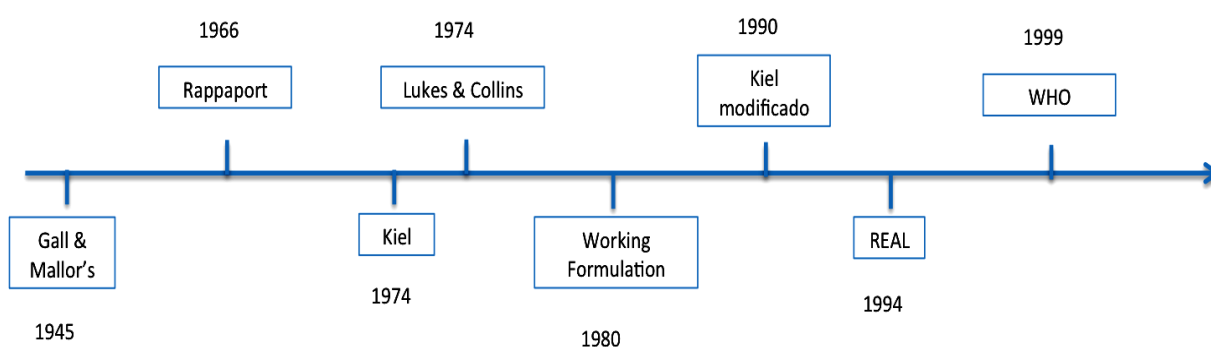 1966
1974
1990
1999
Rappaport
Lukes & Collins
Kiel
modificado
WHO
Gall &
Mallor's
Kiel
Working
Formulation
REAL
1945
1974
1980
1994